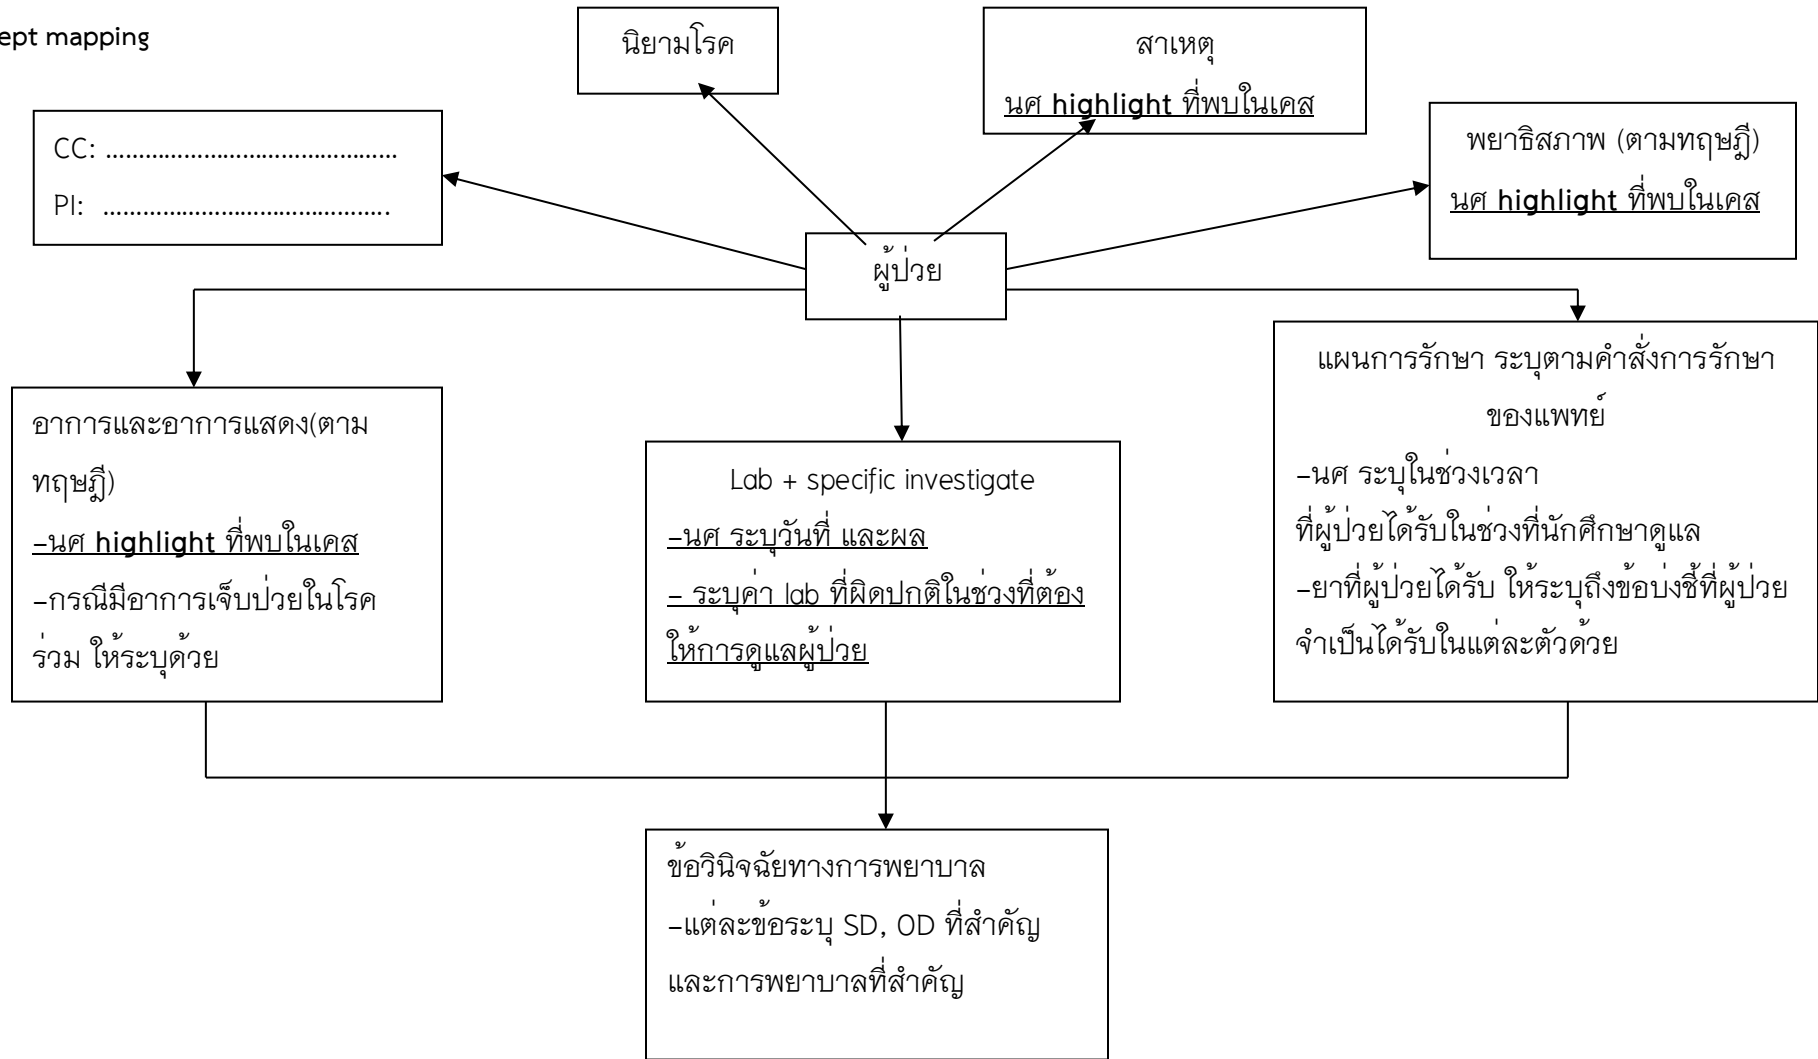 ept mapping
นิยามโรค
สาเหตุ
นศ highlight ที่พบในเคส
CC: ............................................
PI: ...........................................
พยาธิสภาพ (ตามทฤษฎี)
นศ highlight ที่พบในเคส
ผู้ป่วย
อาการและอาการแสดง(ตาม
ทฤษฎี)
-นศ highlight ที่พบในเคส
-กรณีมีอาการเจ็บป่วยในโรค
ร่วม ให้ระบุด้วย
Lab + specific investigate
-นศ ระบุวันที่ และผล
- ระบุค่า lab ที่ผิดปกติในช่วงที่ต้อง
ให้การดูแลผู้ป่วย
แผนการรักษา ระบุตามคำสั่งการรักษา
ของแพทย์
-นศ ระบุในช่วงเวลา
ที่ผู้ป่วยได้รับในช่วงที่นักศึกษาดูแล
-ยาที่ผู้ป่วยได้รับ ให้ระบุถึงข้อบ่งชี้ที่ผู้ป่วย
จำเป็นได้รับในแต่ละตัวด้วย
ข้อวินิจฉัยทางการพยาบาล
-แต่ละข้อระบุ SD, OD ที่สำคัญ
และการพยาบาลที่สำคัญ